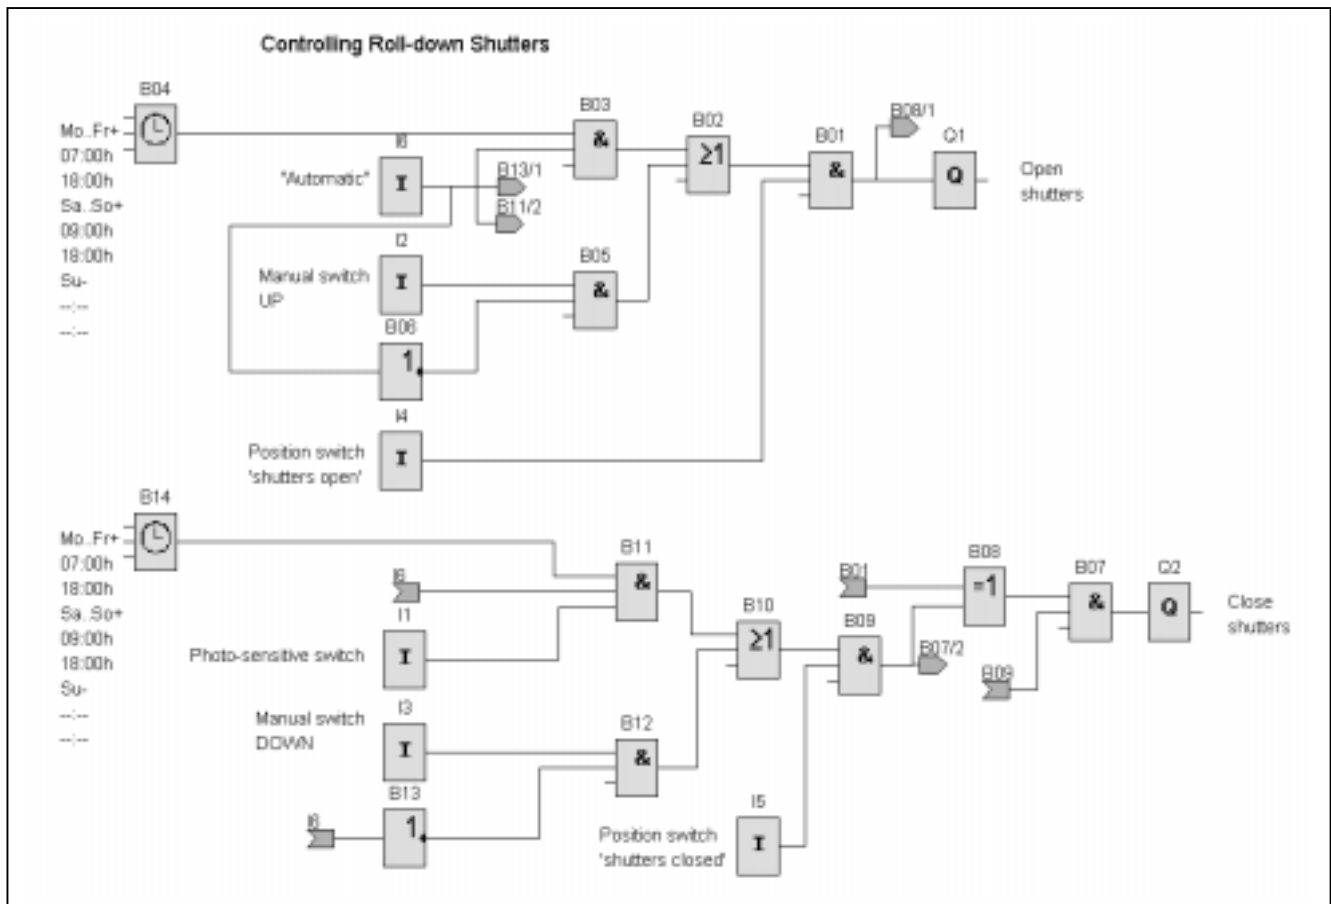 Controlling Roll-down Shutters
B04
Mo..Fr+
07:00h
18:00h
Sa..So+
09:00h
18:00h
Su-
--:--
--:--
I6
"Automatic"
I
B13/1
B11/2
I2
Manual switch
UP
I
B06
1
I4
Position switch
'shutters open'
I
B03
&
B05
&
B02
≥1
B01
&
B08/1
Q1
Q
Open
shutters
B14
Mo..Fr+
07:00h
18:00h
Sa..So+
09:00h
18:00h
Su-
--:--
--:--
I6
I1
Photo-sensitive switch
I
I3
Manual switch
DOWN
I
B13
I6
1
B11
&
B12
&
B10
≥1
I5
Position switch
'shutters closed'
I
B09
&
B07/2
B01
B08
=1
B09
B07
&
Q2
Q
Close
shutters